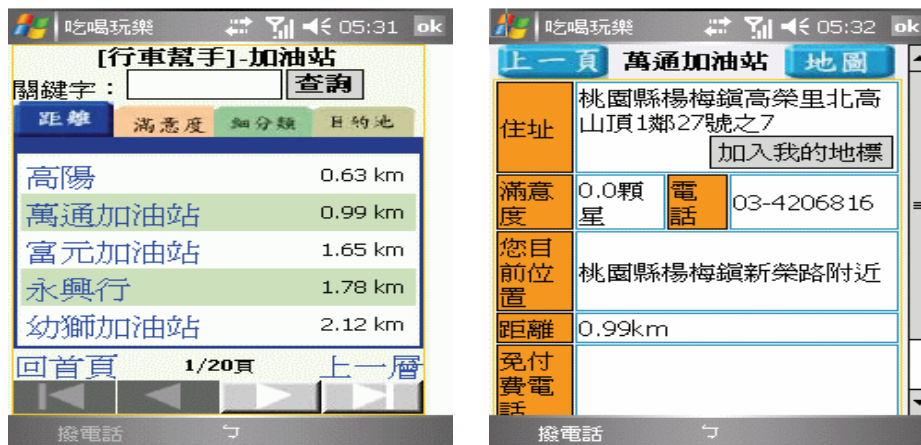 吃喝玩樂 05:31 ok
[行車幫手]-加油站
關鍵字： 查詢
距離 滿意度 細分類 目的地
高陽 0.63 km
萬通加油站 0.99 km
富元加油站 1.65 km
永興行 1.78 km
幼獅加油站 2.12 km
回首頁 1/20頁 上一層
撥電話
吃喝玩樂 05:32 ok
上一頁 萬通加油站 地圖
住址 桃園縣楊梅鎮高榮里北高
山頂1鄰27號之7
加入我的地標
滿意度 0.0顆星 電話 03-4206816
您目前位置 桃園縣楊梅鎮新榮路附近
距離 0.99km
免付費電話
撥電話